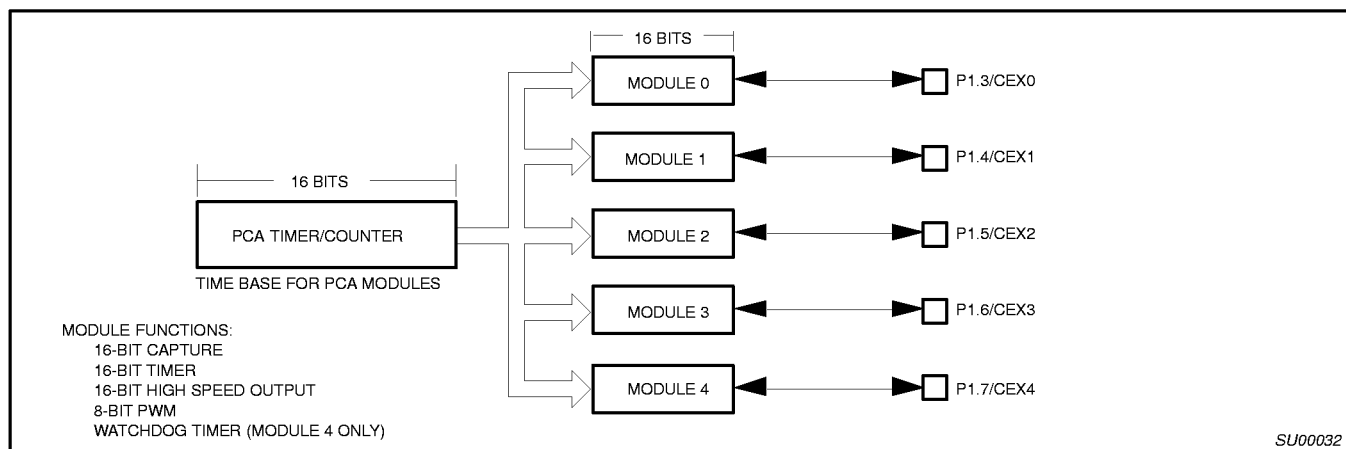 16 BITS
MODULE 0
P1.3/CEX0
MODULE 1
P1.4/CEX1
16 BITS
PCA TIMER/COUNTER
TIME BASE FOR PCA MODULES
MODULE 2
P1.5/CEX2
MODULE 3
P1.6/CEX3
MODULE 4
P1.7/CEX4
MODULE FUNCTIONS:
16-BIT CAPTURE
16-BIT TIMER
16-BIT HIGH SPEED OUTPUT
8-BIT PWM
WATCHDOG TIMER (MODULE 4 ONLY)
SU00032